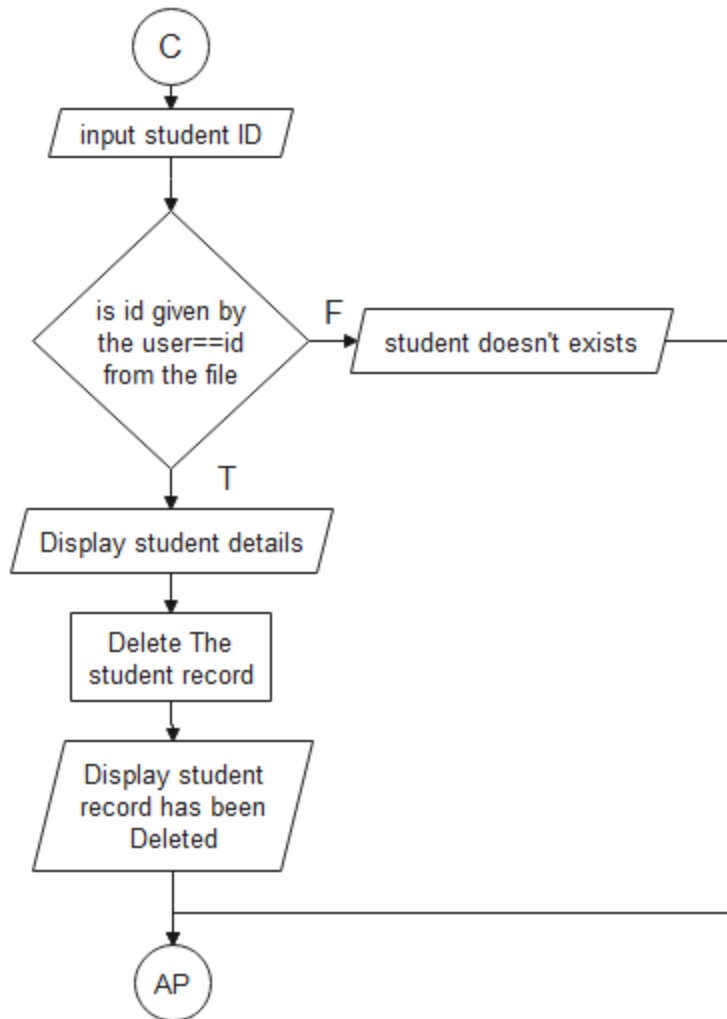 C
input student ID
is id given by
the user==id
from the file
F
student doesn't exists
T
Display student details
Delete The
student record
Display student
record has been
Deleted
AP